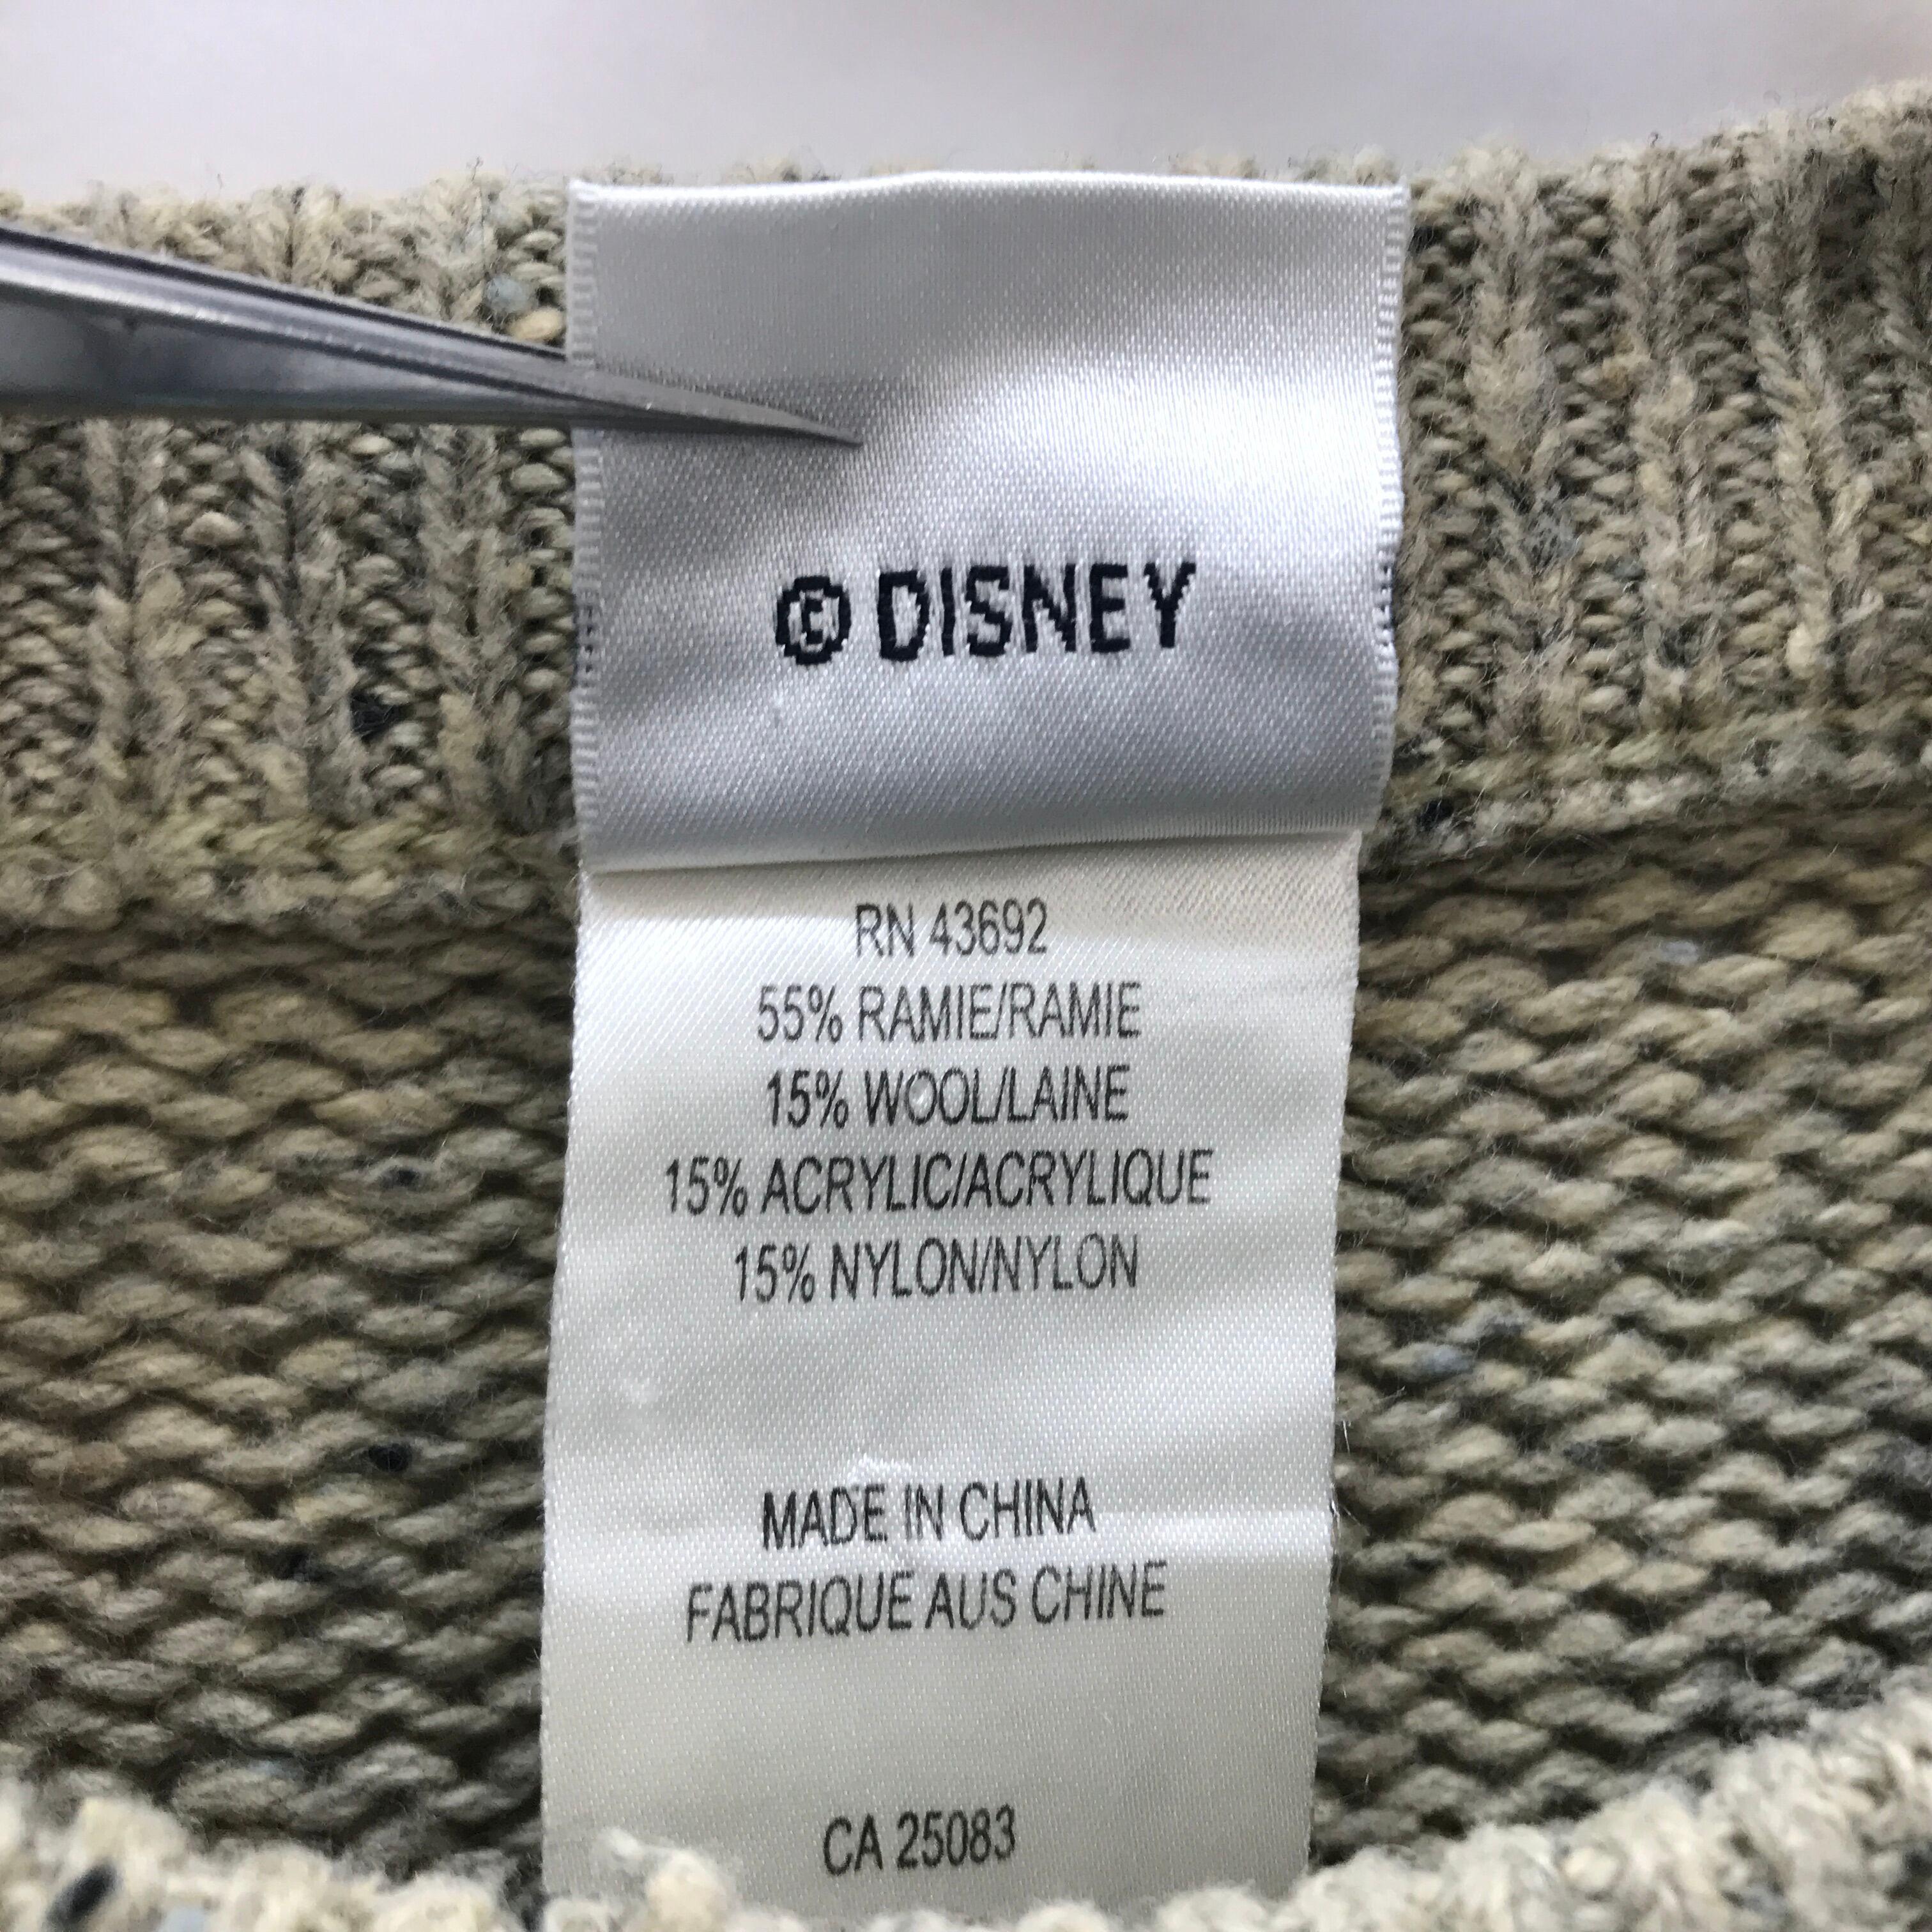 © DISNEY
RN 43692
55% RAMIE/RAMIE
15% WOOL/LAINE
15% ACRYLIC/ACRYLIQUE
15% NYLON/NYLON
MADE IN CHINA
FABRIQUE AUS CHINE
CA 25083